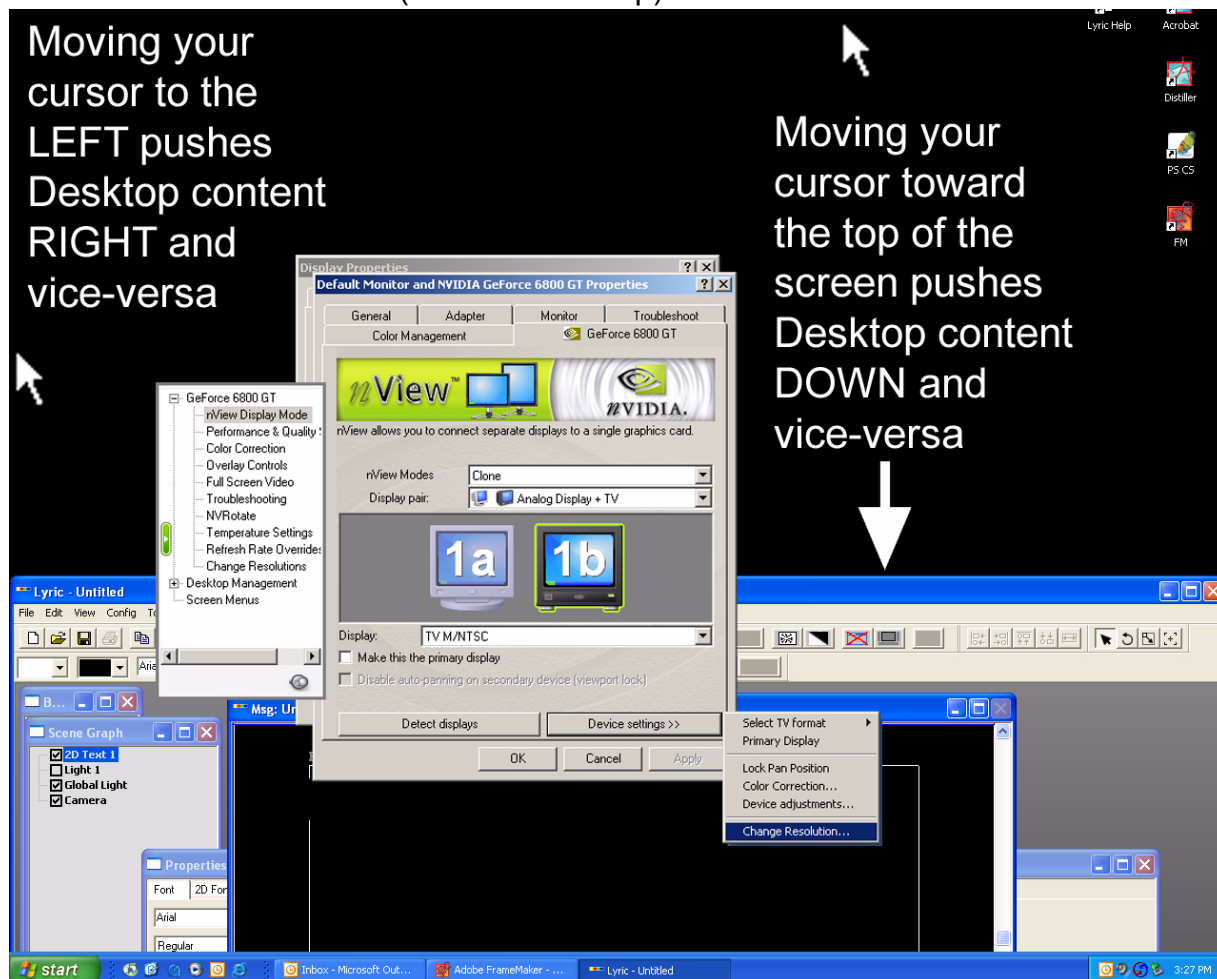 Moving your
cursor to the
LEFT pushes
Desktop content
RIGHT and
vice-versa
Moving your
cursor toward
the top of the
screen pushes
Desktop content
DOWN and
vice-versa
Lyric Help
Acrobat
Distiller
PS CS
FM
Display Properties
Default Monitor and NVIDIA GeForce 6800 GT Properties
General Adapter Monitor Troubleshoot
Color Management GeForce 6800 GT
nView™ NVIDIA.
nView allows you to connect separate displays to a single graphics card.
nView Modes Clone
Display pair: Analog Display + TV
1a 1b
Display: TV M/NTSC
Make this the primary display
Disable auto-panning on secondary device (viewport lock)
Detect displays Device settings >>
OK Cancel Apply
GeForce 6800 GT
nView Display Mode
Performance & Quality
Color Correction
Overlay Controls
Full Screen Video
Troubleshooting
NVRotate
Temperature Settings
Refresh Rate Overrides
Change Resolutions
Desktop Management
Screen Menus
Select TV format
Primary Display
Lock Pan Position
Color Correction...
Device adjustments...
Change Resolution...
Lyric - Untitled
File Edit View Config
B...
Scene Graph
2D Text 1
Light 1
Global Light
Camera
Properties
Font 2D For
Arial
Regular
start Inbox - Microsoft Out... Adobe FrameMaker - ... Lyric - Untitled 3:27 PM